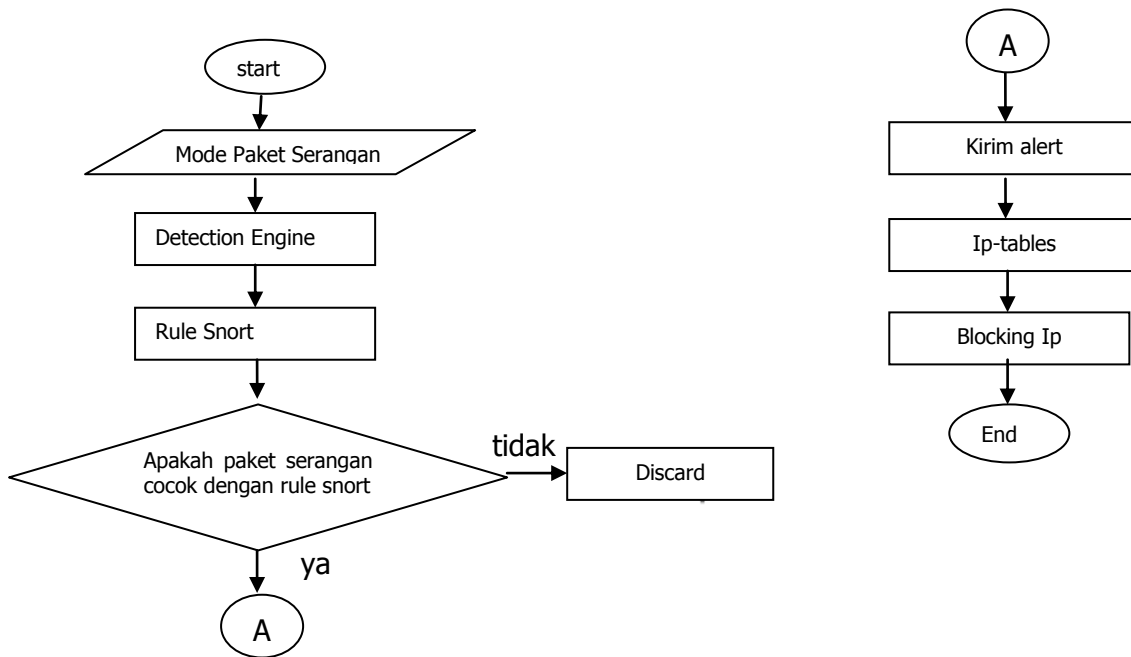 start
Mode Paket Serangan
Detection Engine
Rule Snort
Apakah paket serangan
cocok dengan rule snort
tidak
Discard
ya
A
A
Kirim alert
Ip-tables
Blocking Ip
End